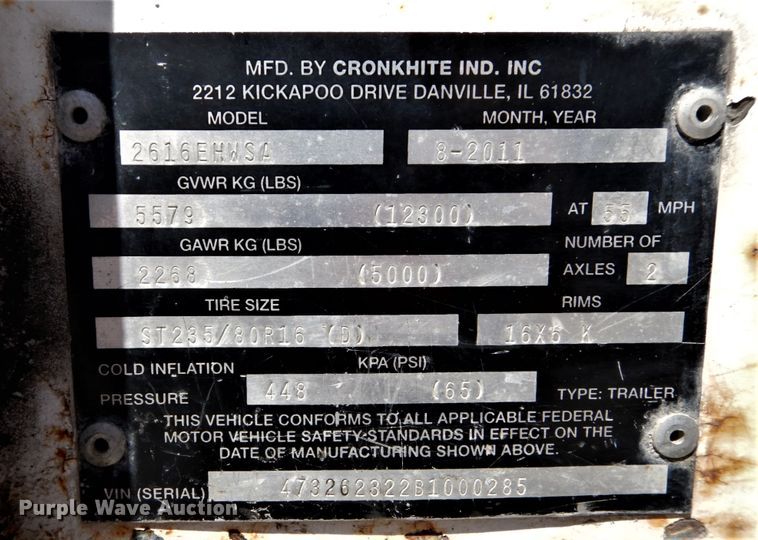 MFD. BY CRONKHITE IND. INC
2212 KICKAPOO DRIVE DANVILLE, IL 61832
MODEL MONTH, YEAR
2616EHWSA 8-2011
GVWR KG (LBS)
5579 (12300) AT 55 MPH
GAWR KG (LBS) NUMBER OF
2268 (5000) AXLES 2
TIRE SIZE RIMS
ST235/80R16 (D) 16X6 K
COLD INFLATION KPA (PSI)
PRESSURE 448 (65) TYPE: TRAILER
THIS VEHICLE CONFORMS TO ALL APPLICABLE FEDERAL
MOTOR VEHICLE SAFETY STANDARDS IN EFFECT ON THE
DATE OF MANUFACTURING SHOWN ABOVE.
VIN (SERIAL) 473262322B1000285
Purple Wave Auction